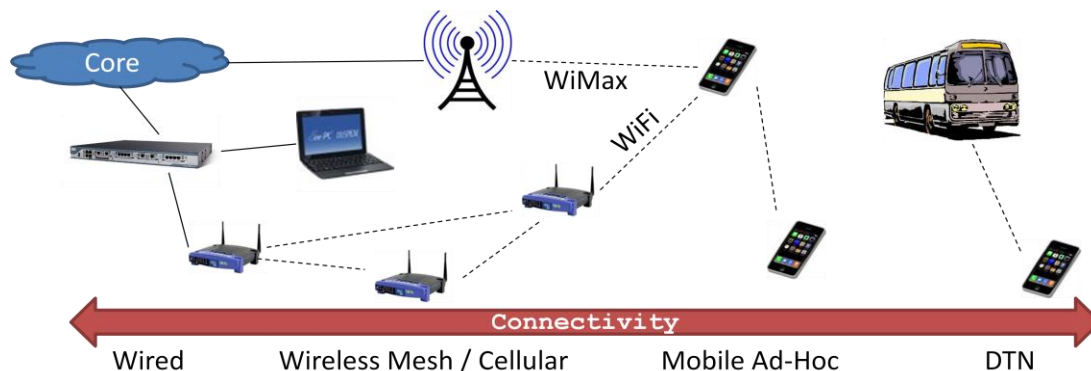 Core
WiMax
WiFi
Connectivity
Wired
Wireless Mesh / Cellular
Mobile Ad-Hoc
DTN